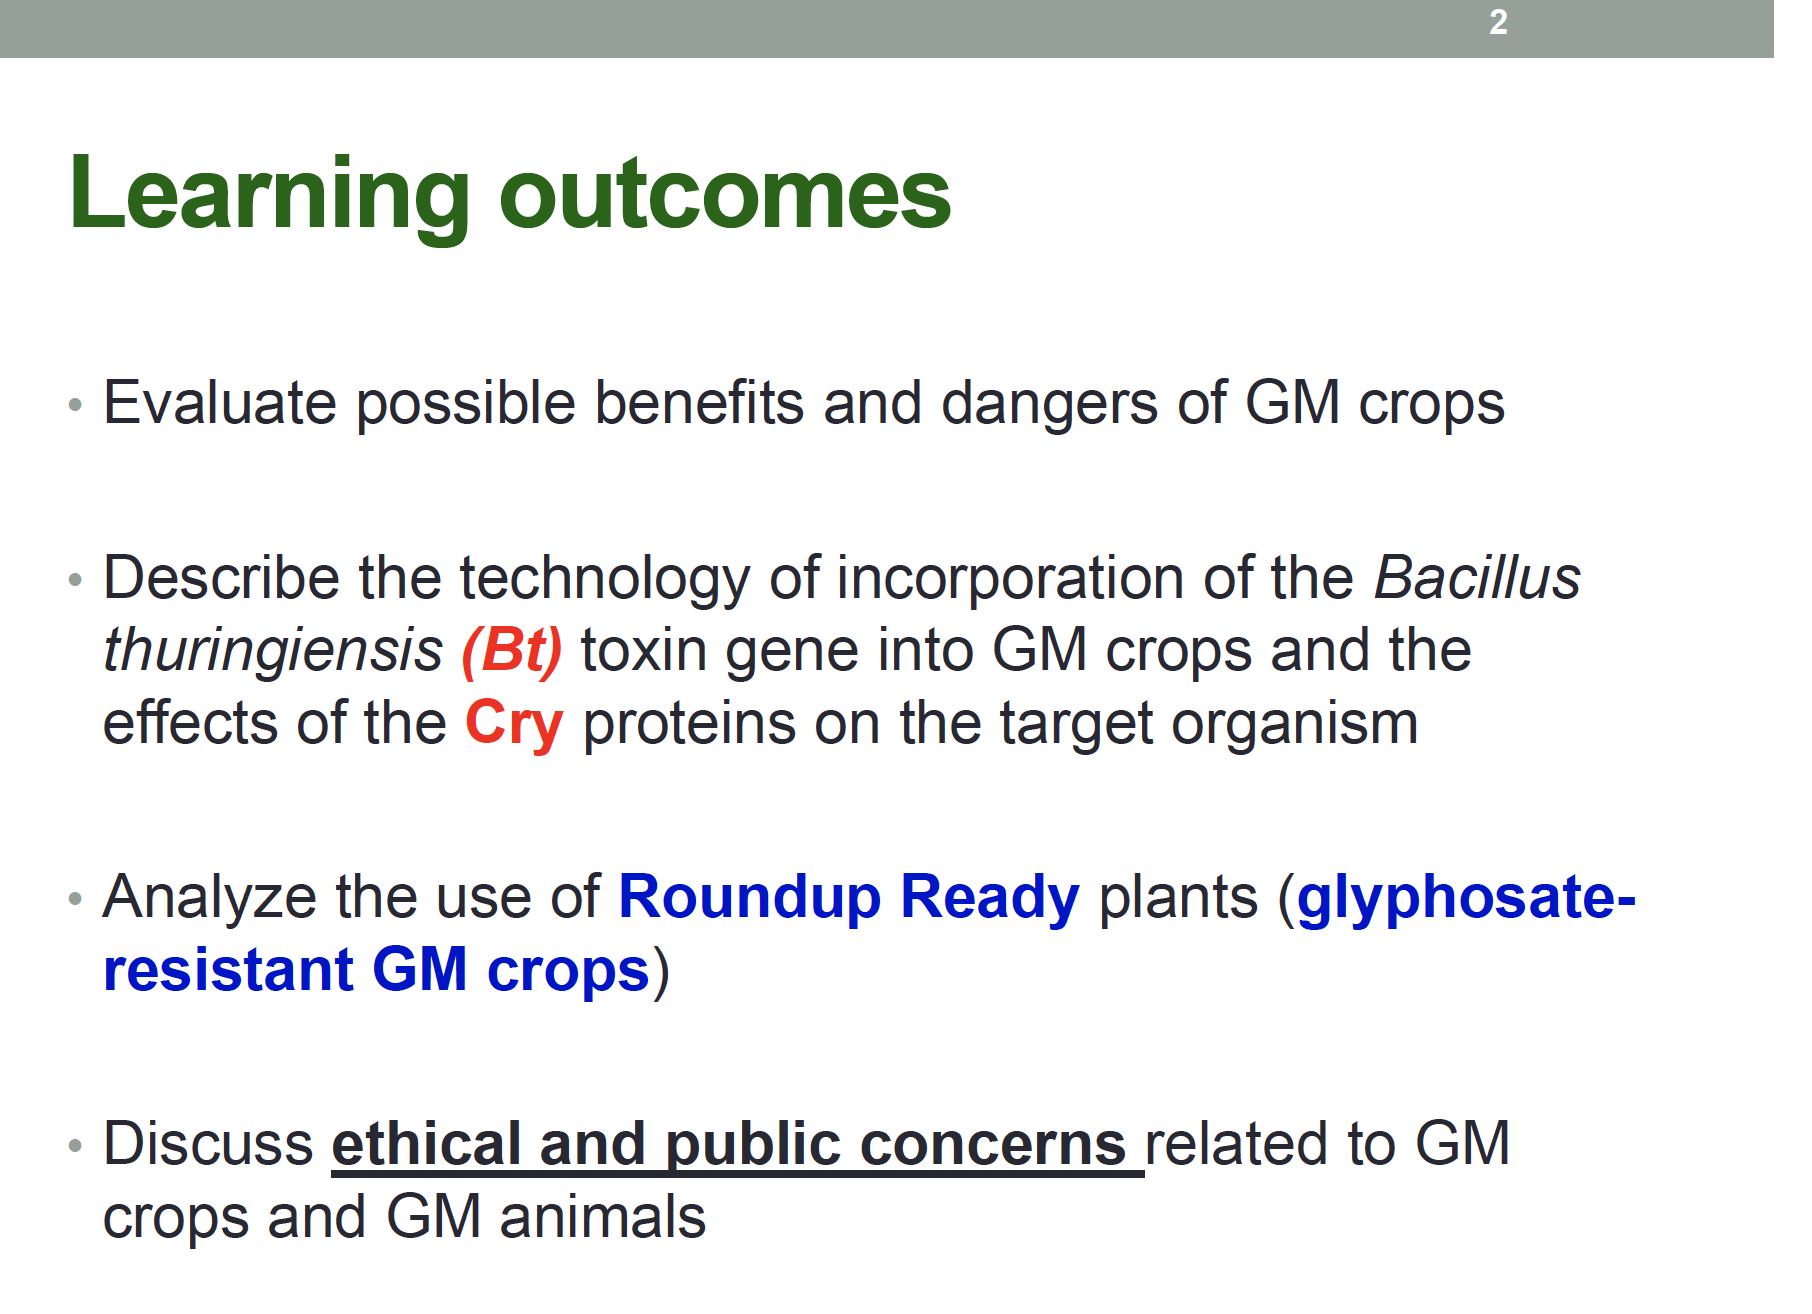 2
Learning outcomes
• Evaluate possible benefits and dangers of GM crops
• Describe the technology of incorporation of the Bacillus
thuringiensis (Bt) toxin gene into GM crops and the
effects of the Cry proteins on the target organism
• Analyze the use of Roundup Ready plants (glyphosate-
resistant GM crops)
• Discuss ethical and public concerns related to GM
crops and GM animals